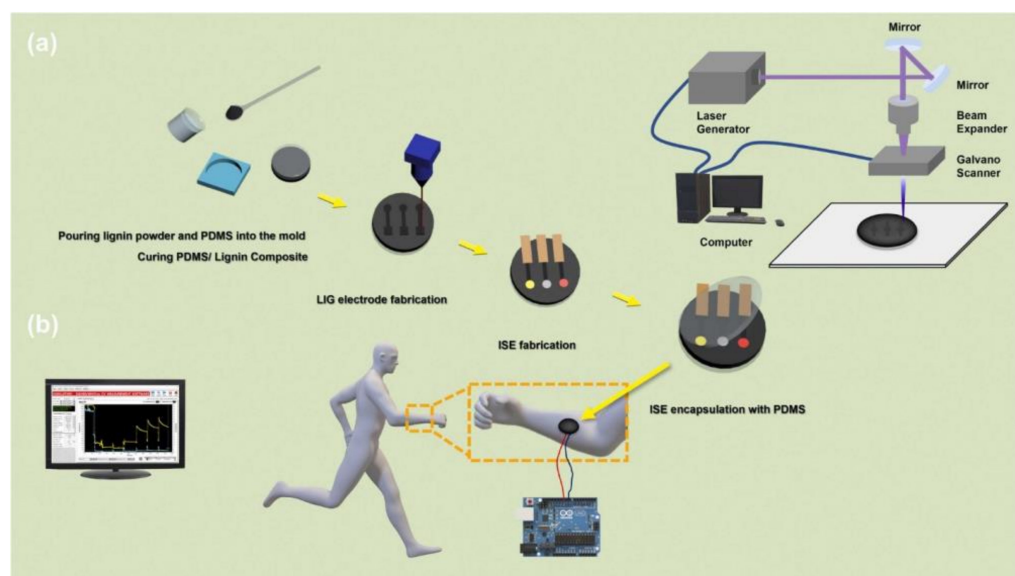 (a)
Mirror
Mirror
Laser
Generator
Beam
Expander
Galvano
Scanner
Computer
Pouring lignin powder and PDMS into the mold
Curing PDMS/ Lignin Composite
LIG electrode fabrication
ISE fabrication
ISE encapsulation with PDMS
(b)